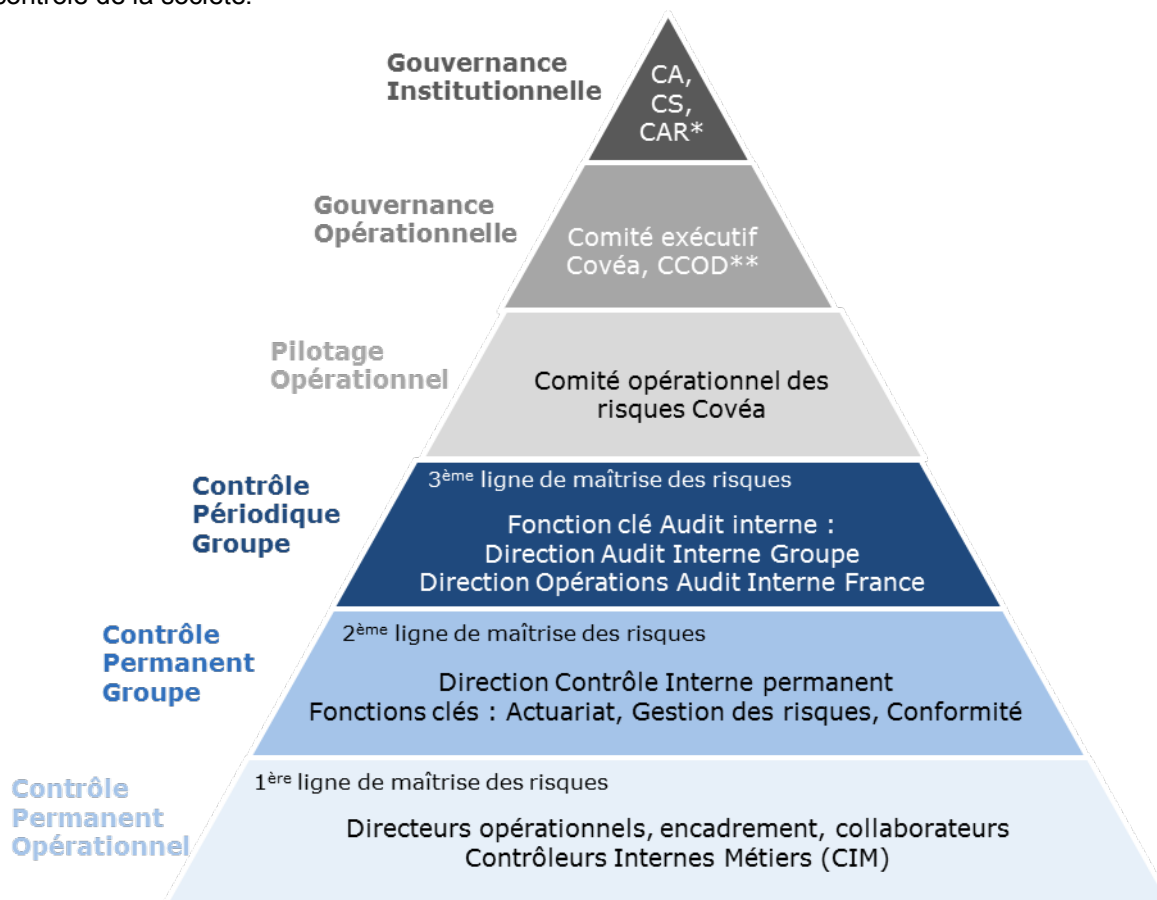 contrôle de la société.
Gouvernance
Institutionnelle
CA,
CS,
CAR*
Gouvernance
Opérationnelle
Comité exécutif
Covéa, CCOD**
Pilotage
Opérationnel
Comité opérationnel des
risques Covéa
Contrôle
Périodique
Groupe
3ème ligne de maîtrise des risques
Fonction clé Audit interne :
Direction Audit Interne Groupe
Direction Opérations Audit Interne France
Contrôle
Permanent
Groupe
2ème ligne de maîtrise des risques
Direction Contrôle Interne permanent
Fonctions clés : Actuariat, Gestion des risques, Conformité
Contrôle
Permanent
Opérationnel
1ère ligne de maîtrise des risques
Directeurs opérationnels, encadrement, collaborateurs
Contrôleurs Internes Métiers (CIM)